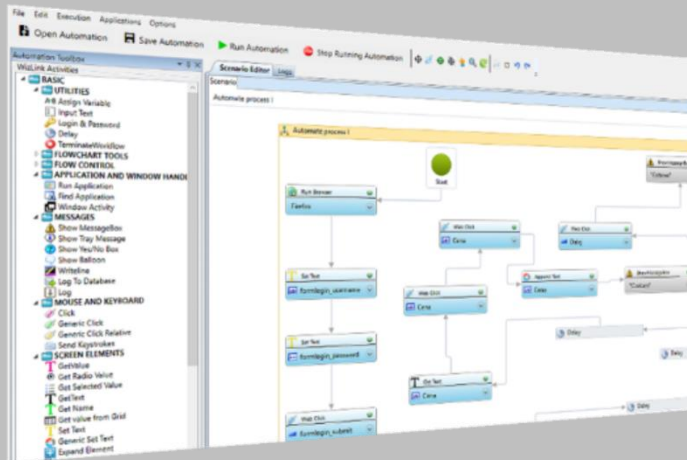 File Edit Execution Applications Options
Open Automation Save Automation Run Automation Stop Running Automation
Automation Toolbox
WizLink Activities
BASIC
UTILITIES
Assign Variable
Input Text
Login & Password
Delay
TerminateWorkflow
FLOWCHART TOOLS
FLOW CONTROL
APPLICATION AND WINDOW HANDI
Run Application
Find Application
Window Activity
MESSAGES
Show MessageBox
Show Tray Message
Show Yes/No Box
Show Balloon
Writeline
Log To Database
Log
MOUSE AND KEYBOARD
Click
Generic Click
Generic Click Relative
Send Keystrokes
SCREEN ELEMENTS
GetValue
Get Radio Value
Get Selected Value
GetText
Get Name
Get value from Grid
Set Text
Generic Set Text
Expand Element
Scenario Editor Logs
Scenario
Automate process I
Automate process I
Start
Run Browser
Firefox
Set Text
formlogin_username
Set Text
formlogin_password
Web Click
formlogin_submit
Web Click
Cena
Web Click
Cena
Get Text
Cena
Web Click
Dalej
Append Text
Cena
Delay
Delay
Delay